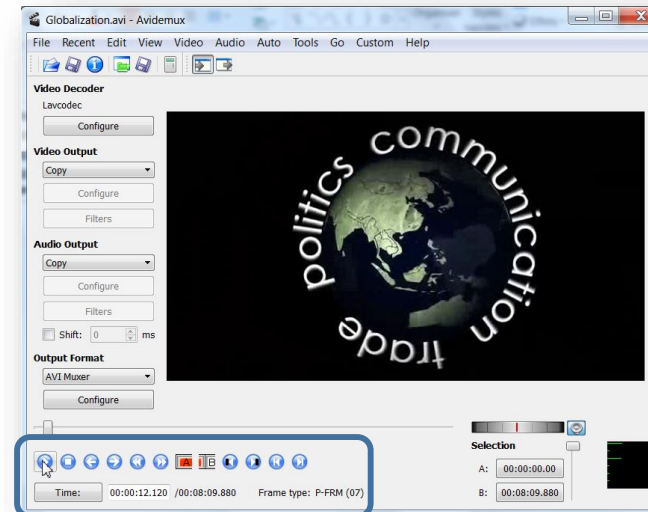 Globalization.avi - Avidemux
File Recent Edit View Video Audio Auto Tools Go Custom Help
Video Decoder
Lavcodec
Configure
Video Output
Copy
Configure
Filters
Audio Output
Copy
Configure
Filters
Shift: 0 ms
Output Format
AVI Muxer
Configure
politics communication trade
A B
Time: 00:00:12.120 /00:08:09.880 Frame type: P-FRM (07)
Selection
A: 00:00:00.00
B: 00:08:09.880